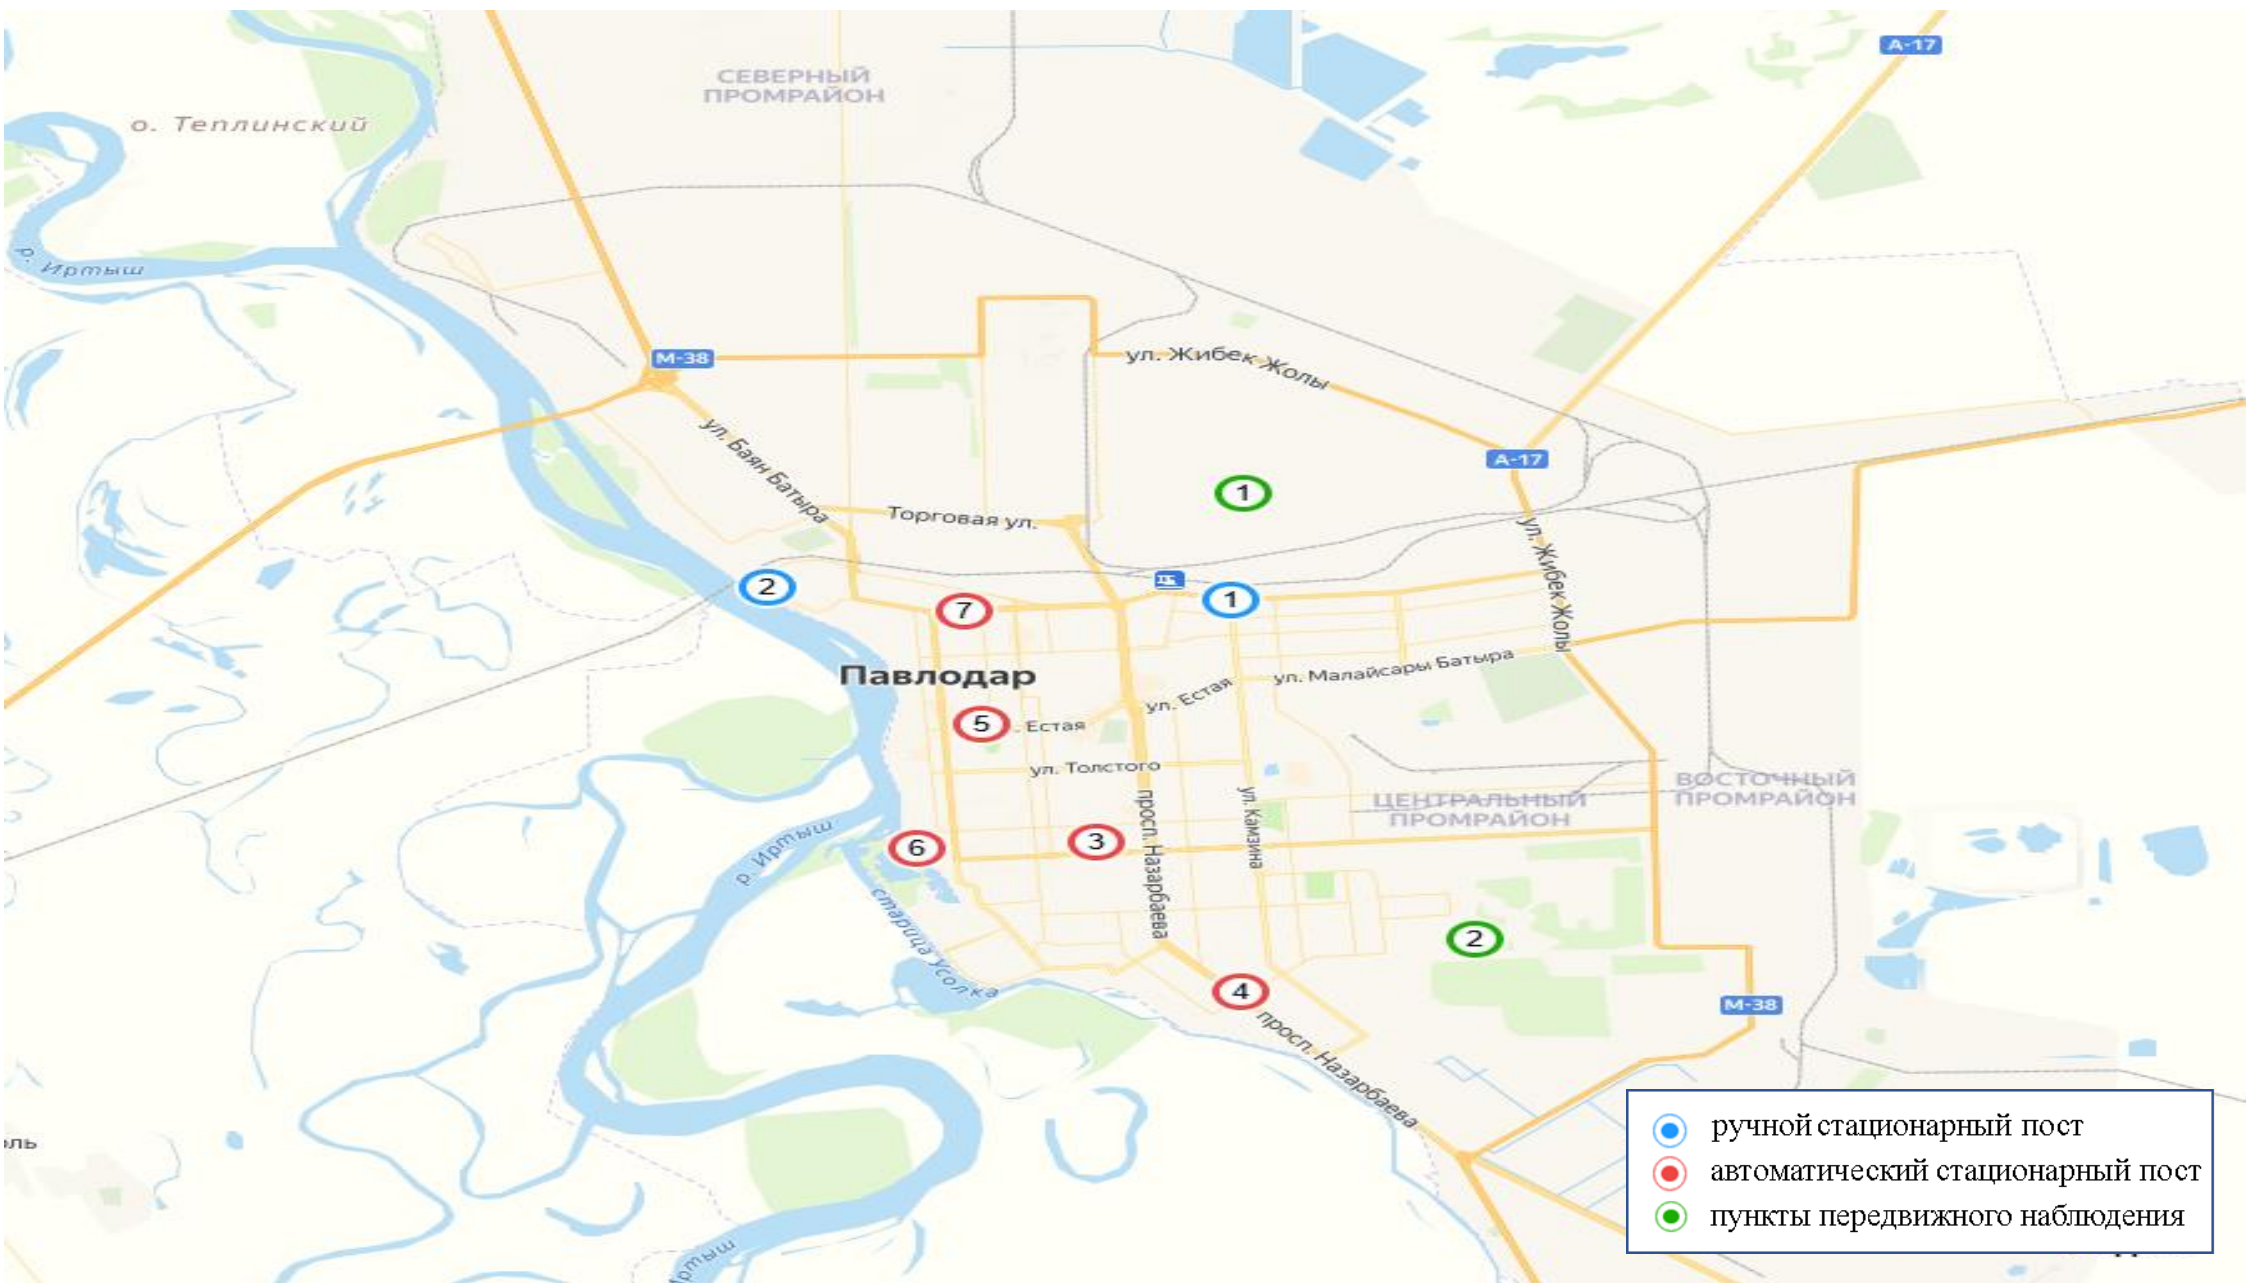 А-17
СЕВЕРНЫЙ
ПРОМРАЙОН
о. Теплинский
р. Иртыш
М-38
ул. Жибек Жолы
ул. Баян Батыра
А-17
1
Торговая ул.
ул. Жибек Жолы
2
7
1
Павлодар
ул. Малайсары Батыра
ул. Естая
5
. Естая
ул. Толстого
ВОСТОЧНЫЙ
ПРОМРАЙОН
ЦЕНТРАЛЬНЫЙ
ПРОМРАЙОН
просп. Назарбаева
ул. Камзина
р. Иртыш
6
3
старица Усолка
2
4
М-38
просп. Назарбаева
оль
ручной стационарный пост
автоматический стационарный пост
пункты передвижного наблюдения